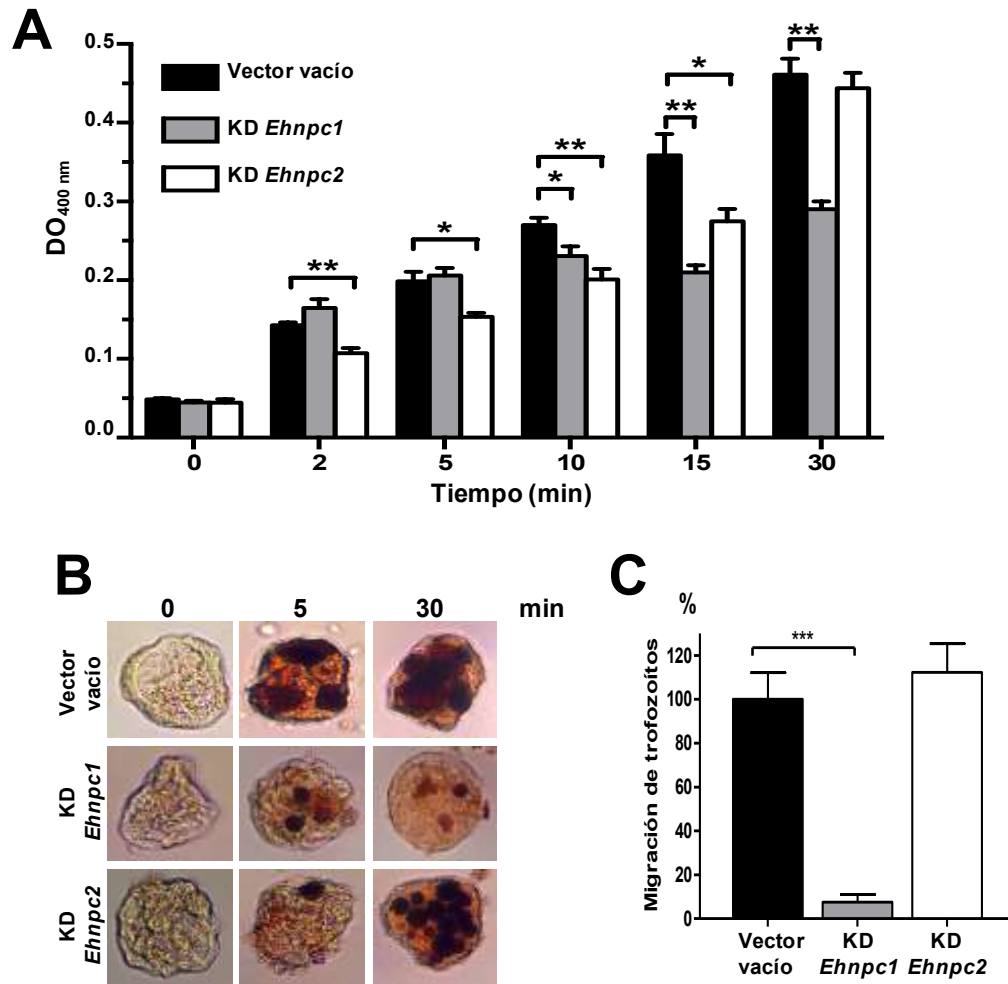 A
0.5
0.4
0.3
0.2
0.1
0.0
DO400 nm
Vector vacío
KD Ehnpc1
KD Ehnpc2
**
*
*
**
**
*
**
0 2 5 10 15 30
Tiempo (min)
B
0 5 30 min
Vector vacío
KD Ehnpc1
KD Ehnpc2
C
%
120
100
80
60
40
20
0
Migración de trofozoítos
***
Vector vacío
KD Ehnpc1
KD Ehnpc2